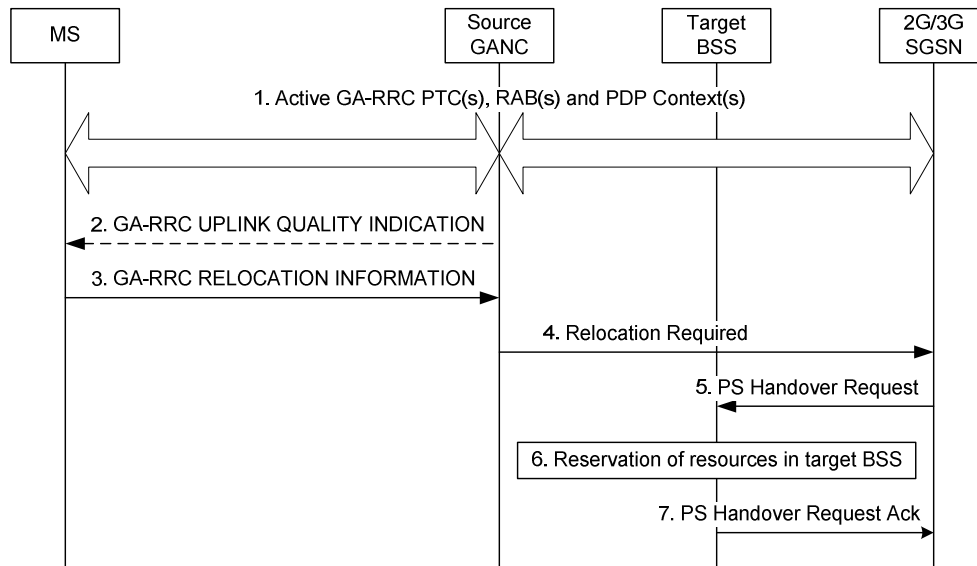 MS
Source
GANC
Target
BSS
2G/3G
SGSN
1. Active GA-RRC PTC(s), RAB(s) and PDP Context(s)
2. GA-RRC UPLINK QUALITY INDICATION
3. GA-RRC RELOCATION INFORMATION
4. Relocation Required
5. PS Handover Request
6. Reservation of resources in target BSS
7. PS Handover Request Ack